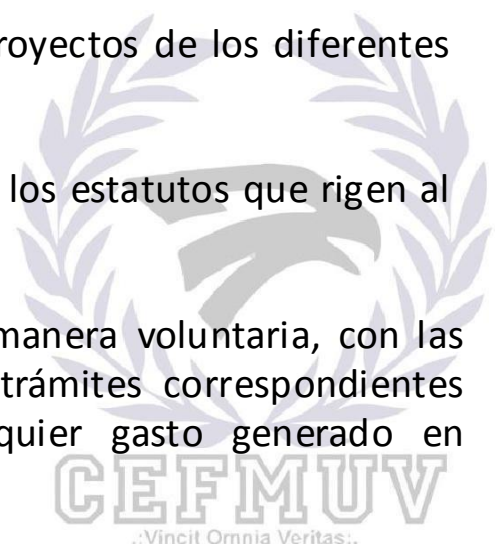 royectos de los diferentes
los estatutos que rigen al
manera voluntaria, con las
trámites correspondientes
quier gasto generado en
CEFMUV
.:Vincit Omnia Veritas:.